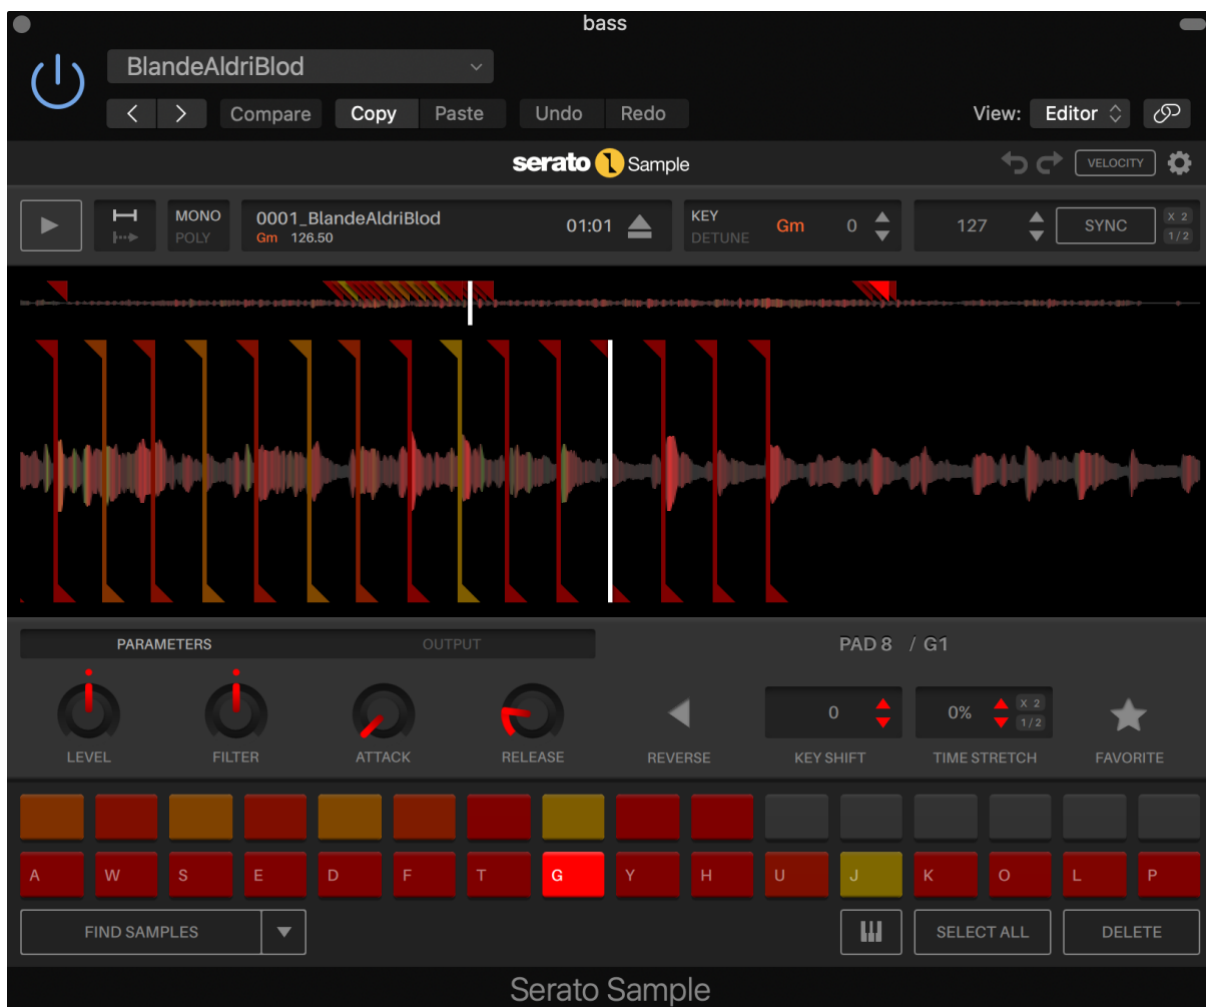 bass
BlandeAldriBlod
Compare Copy Paste Undo Redo View: Editor
serato Sample VELOCITY
MONO 0001_BlandeAldriBlod 01:01 KEY Gm 0 127 SYNC X 2
POLY Gm 126.50 DETUNE 1/2
PARAMETERS OUTPUT PAD 8 / G1
0 0% X 2
1/2
LEVEL FILTER ATTACK RELEASE REVERSE KEY SHIFT TIME STRETCH FAVORITE
A W S E D F T G Y H U J K O L P
FIND SAMPLES SELECT ALL DELETE
Serato Sample